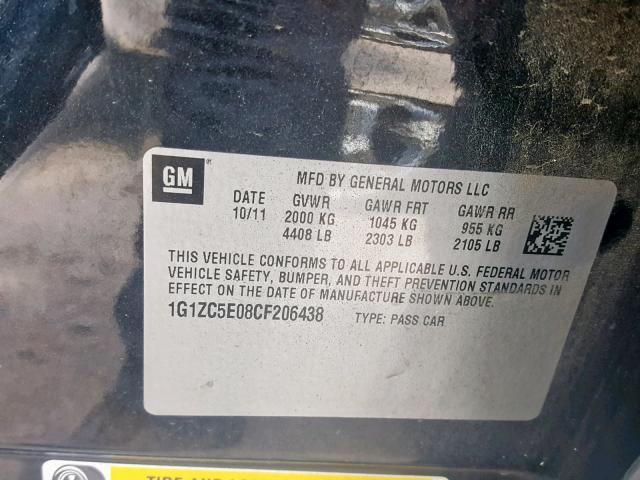 GM
MFD BY GENERAL MOTORS LLC
DATE GVWR GAWR FRT GAWR RR
10/11 2000 KG 1045 KG 955 KG
4408 LB 2303 LB 2105 LB
THIS VEHICLE CONFORMS TO ALL APPLICABLE U.S. FEDERAL MOTOR
VEHICLE SAFETY, BUMPER, AND THEFT PREVENTION STANDARDS IN
EFFECT ON THE DATE OF MANUFACTURE SHOWN ABOVE.
1G1ZC5E08CF206438 TYPE: PASS CAR
TIRE AND